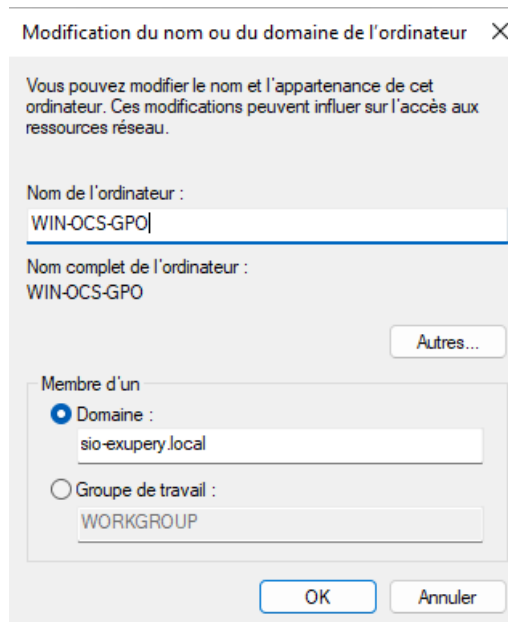 Modification du nom ou du domaine de l'ordinateur
Vous pouvez modifier le nom et l'appartenance de cet
ordinateur. Ces modifications peuvent influer sur l'accès aux
ressources réseau.
Nom de l'ordinateur :
WIN-OCS-GPO
Nom complet de l'ordinateur :
WIN-OCS-GPO
Autres...
Membre d'un
Domaine :
sio-exupery.local
Groupe de travail :
WORKGROUP
OK
Annuler